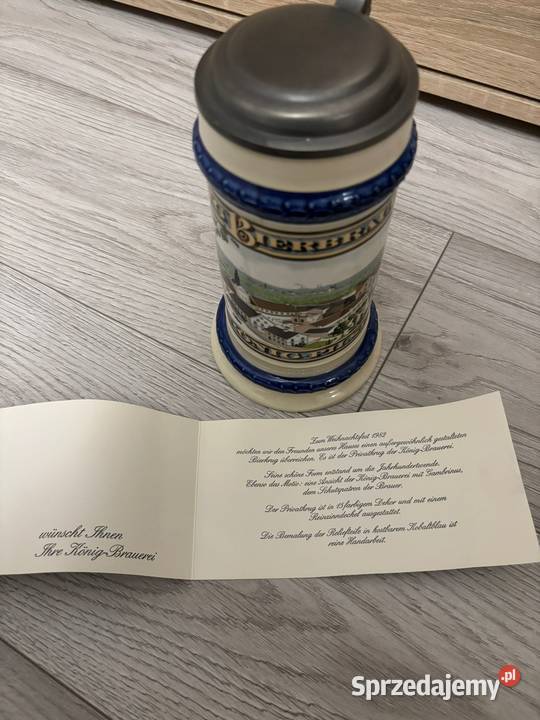 BIERBRAU
KÖNIG-PILS
wünscht Ihnen
Ihre König-Brauerei
Zum Weihnachtsfest 1982
möchten wir den Freunden unseres Hauses einen außergewöhnlich gestalteten
Bierkrug überreichen. Es ist der Privatkrug der König-Brauerei.
Seine schöne Form entstand um die Jahrhundertwende.
Ebenso das Motiv: eine Ansicht der König-Brauerei mit Gambrinus,
dem Schutzpatron der Brauer.
Der Privatkrug ist in 15farbigem Dekor und mit einem
Reinzinndeckel ausgestattet.
Die Bemalung der Reliefteile in kostbarem Kobaltblau ist
reine Handarbeit.
Sprzedajemy.pl